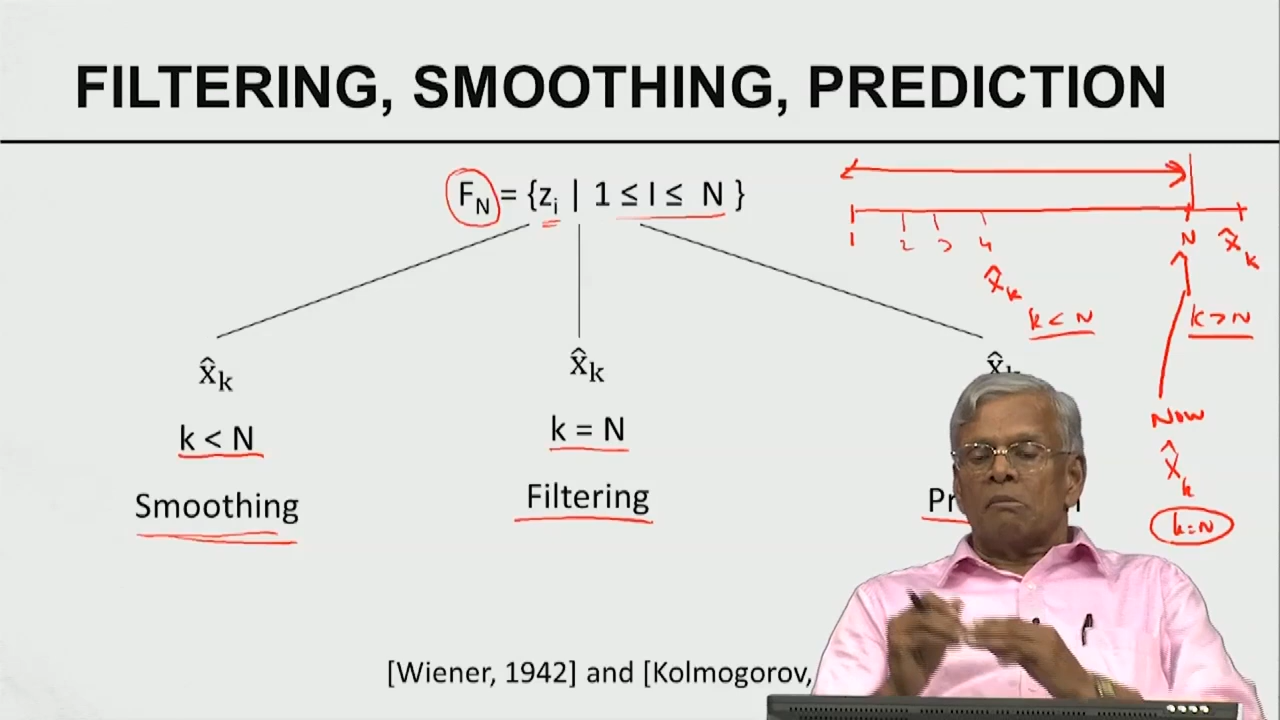 FILTERING, SMOOTHING, PREDICTION
F_N = {z_i | 1 ≤ I ≤ N }
1 2 3 4 N x̂_k
x̂_k
k < N
k > N
x̂_k
x̂_k
k < N
k = N
Now
x̂_k
k=N
Smoothing
Filtering
[Wiener, 1942] and [Kolmogorov,